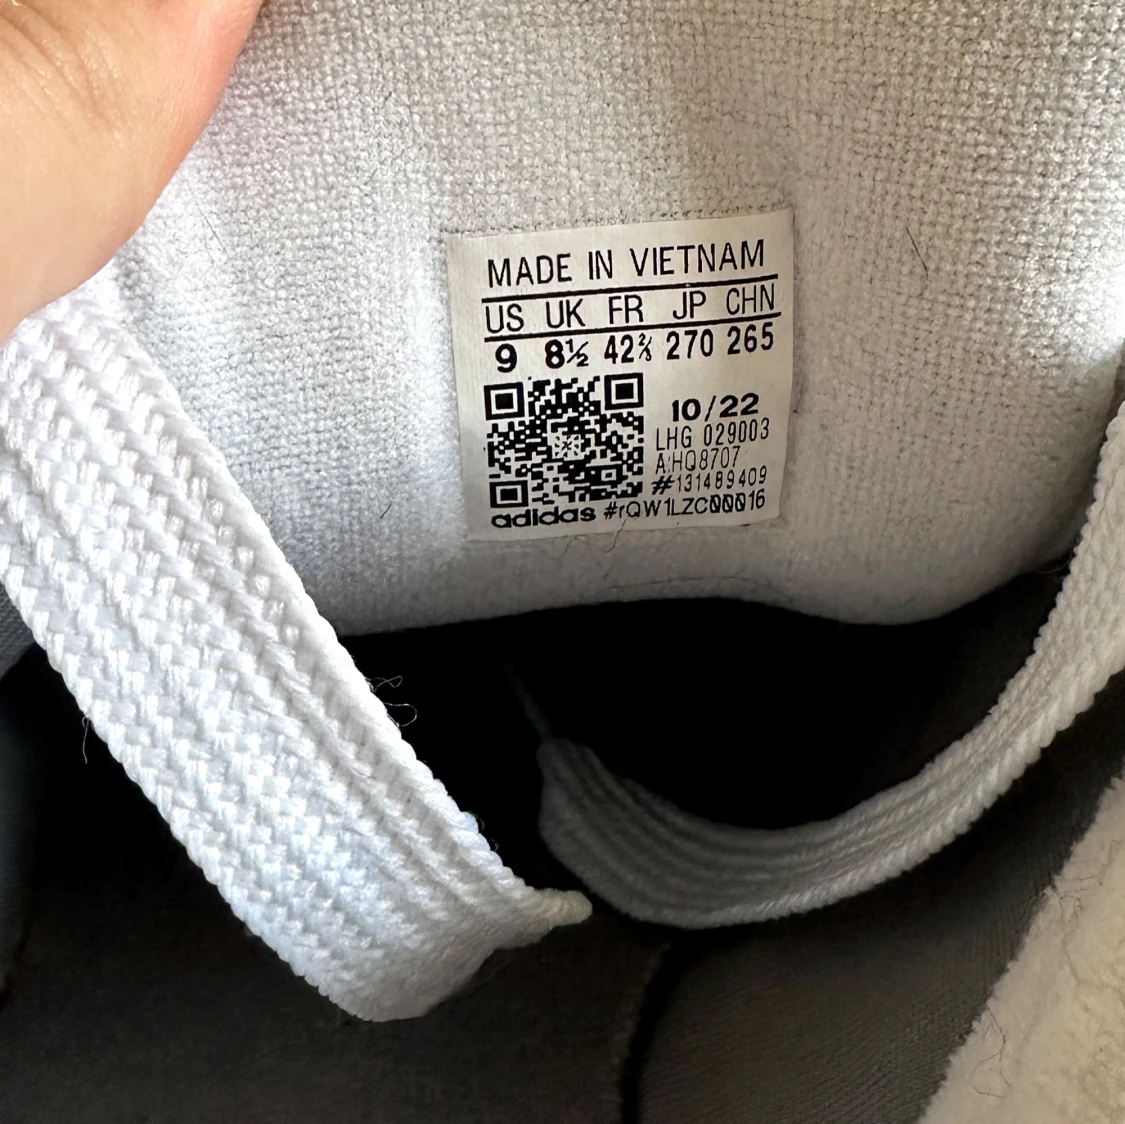 MADE IN VIETNAM
US UK FR JP CHN
9 8½ 42⅔ 270 265
10/22
LHG 029003
A:HQ8707
#131489409
adidas #rQW1LZC00016